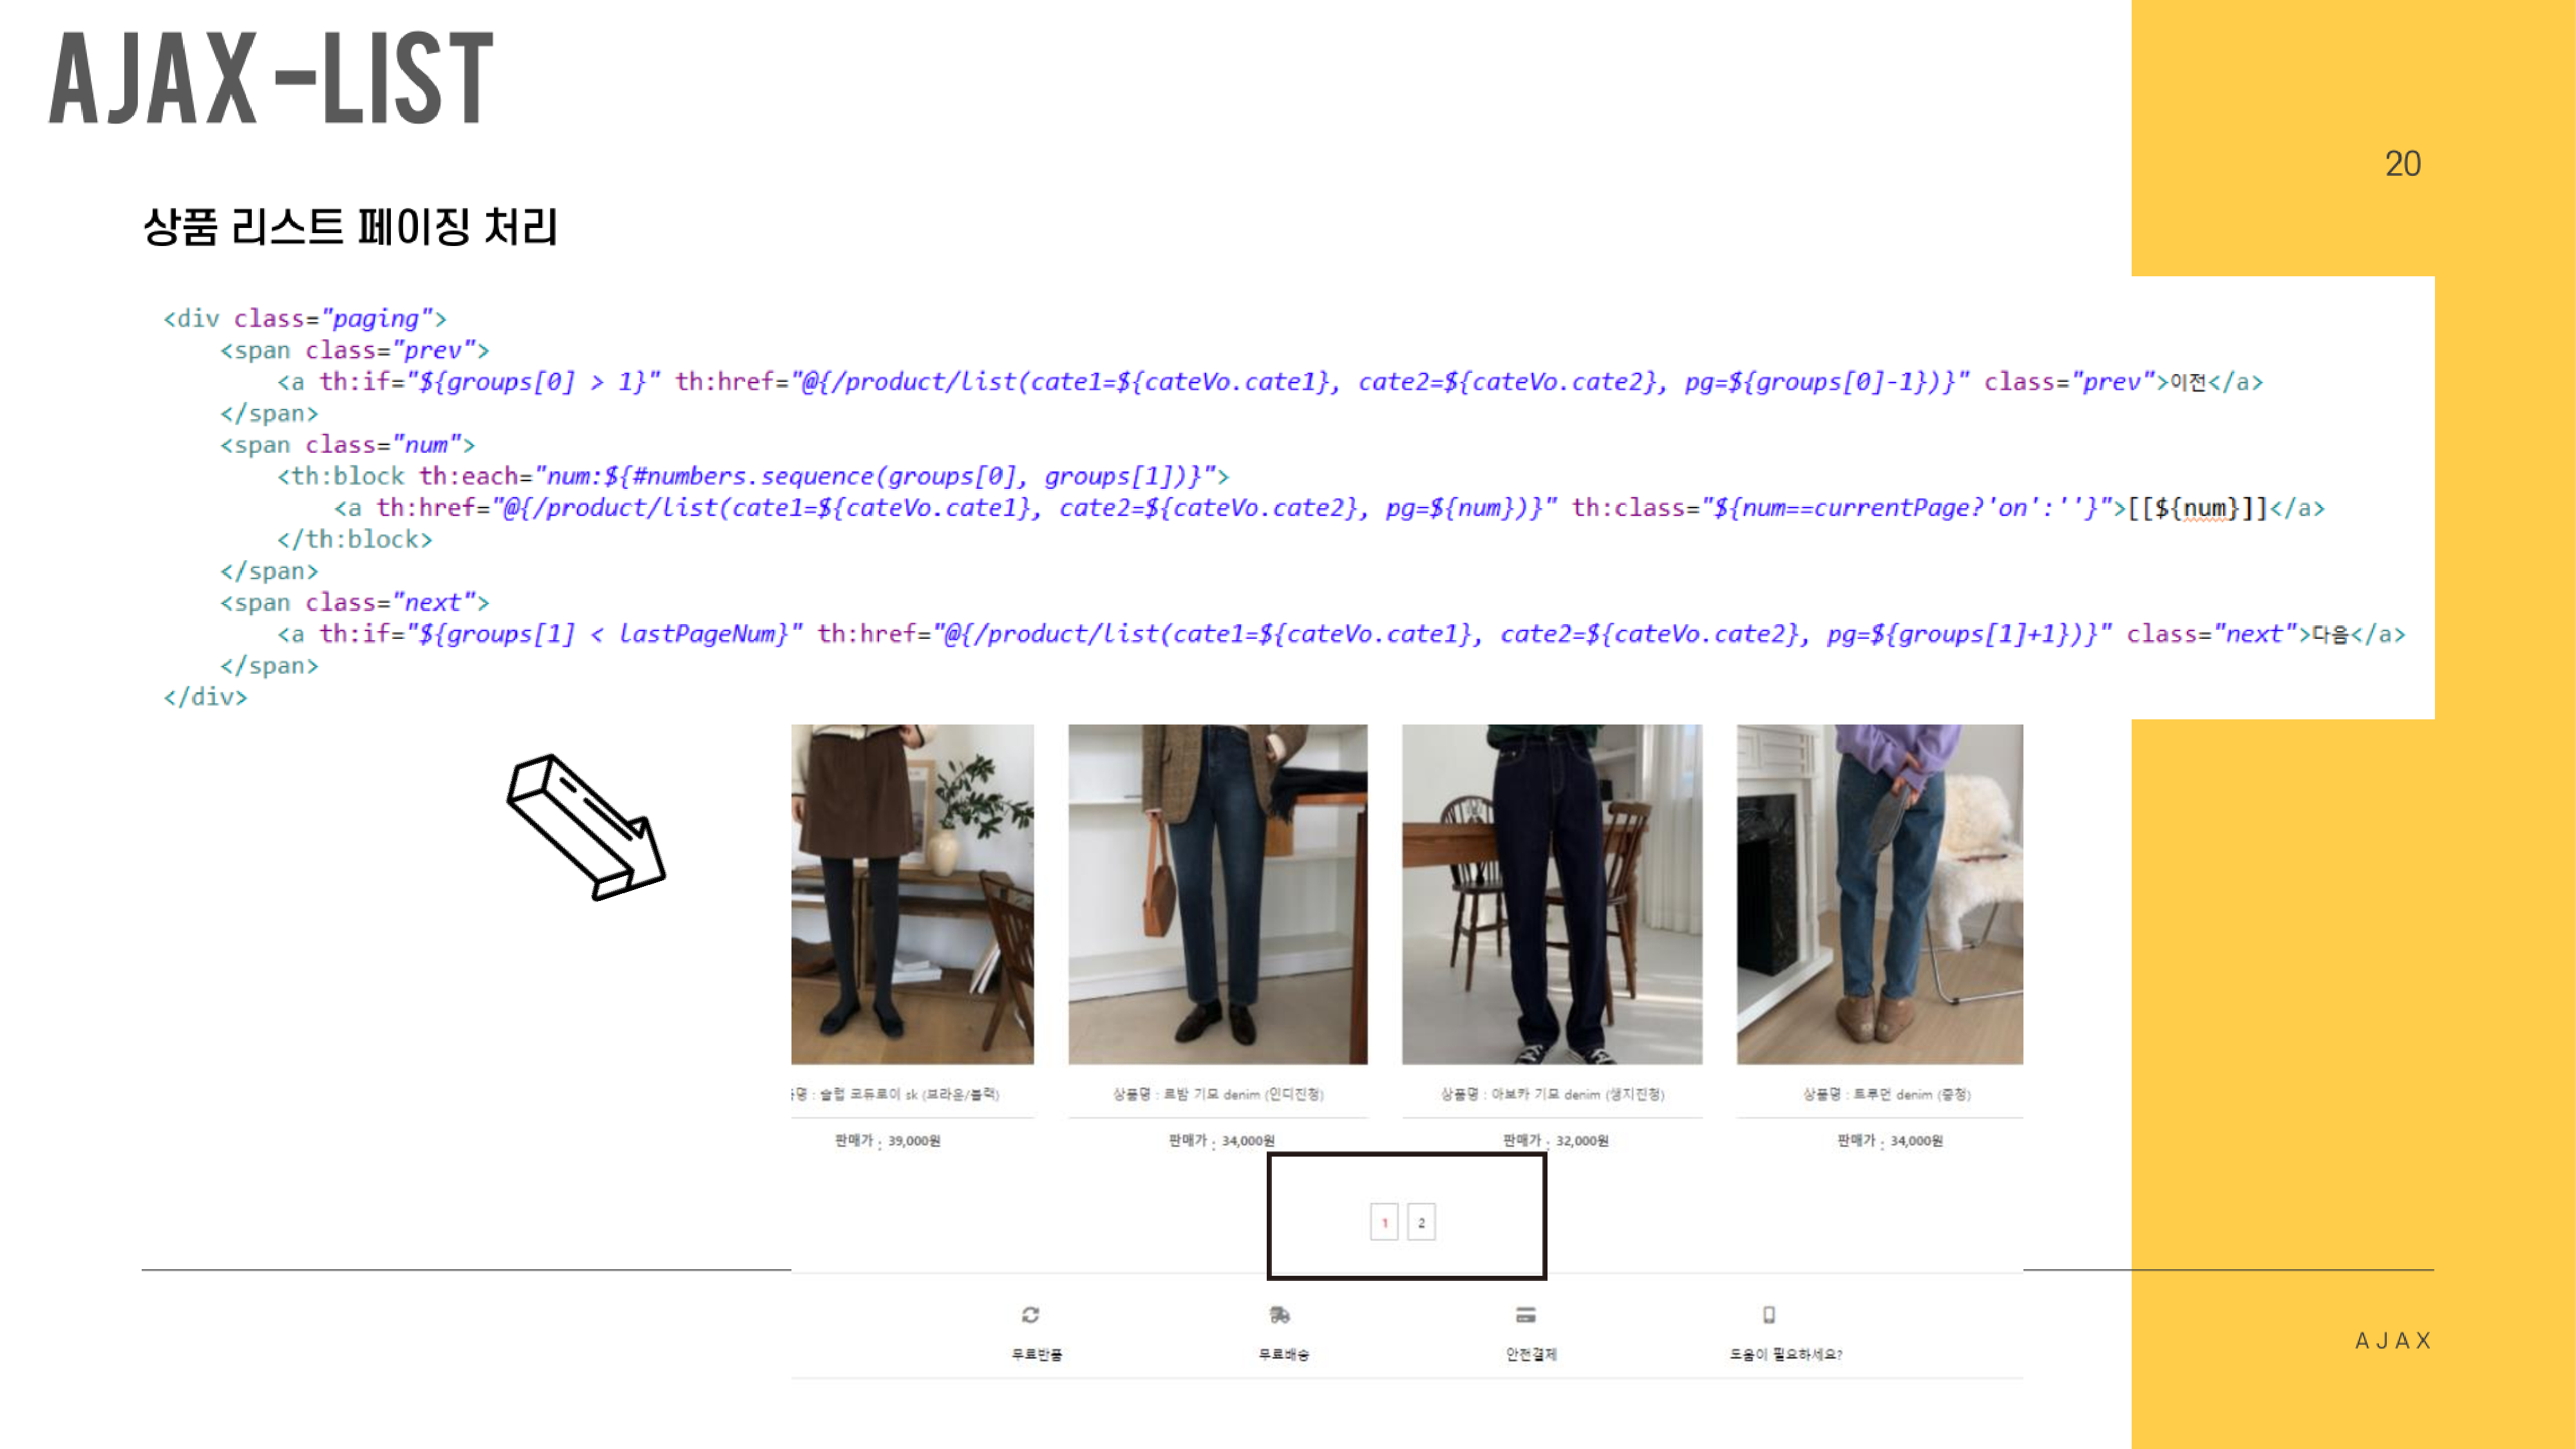 AJAX-LIST
20
상품 리스트 페이징 처리
<div class="paging">
<span class="prev">
<a th:if="${groups[0] > 1}" th:href="@{/product/list(cate1=${cateVo.cate1}, cate2=${cateVo.cate2}, pg=${groups[0]-1})}" class="prev">이전</a>
</span>
<span class="num">
<th:block th:each="num:${#numbers.sequence(groups[0], groups[1])}">
<a th:href="@{/product/list(cate1=${cateVo.cate1}, cate2=${cateVo.cate2}, pg=${num})}" th:class="${num==currentPage?'on':''}">[[${num}]]</a>
</th:block>
</span>
<span class="next">
<a th:if="${groups[1] < lastPageNum}" th:href="@{/product/list(cate1=${cateVo.cate1}, cate2=${cateVo.cate2}, pg=${groups[1]+1})}" class="next">다음</a>
</span>
</div>
명 : 슬럽 코듀로이 sk (브라운/블랙) 상품명 : 르밤 기모 denim (인디진청) 상품명 : 아보카 기모 denim (생지진청) 상품명 : 트루먼 denim (중청)
판매가 : 39,000원 판매가 : 34,000원 판매가 : 32,000원 판매가 : 34,000원
1 2
무료반품 무료배송 안전결제 도움이 필요하세요?
AJAX